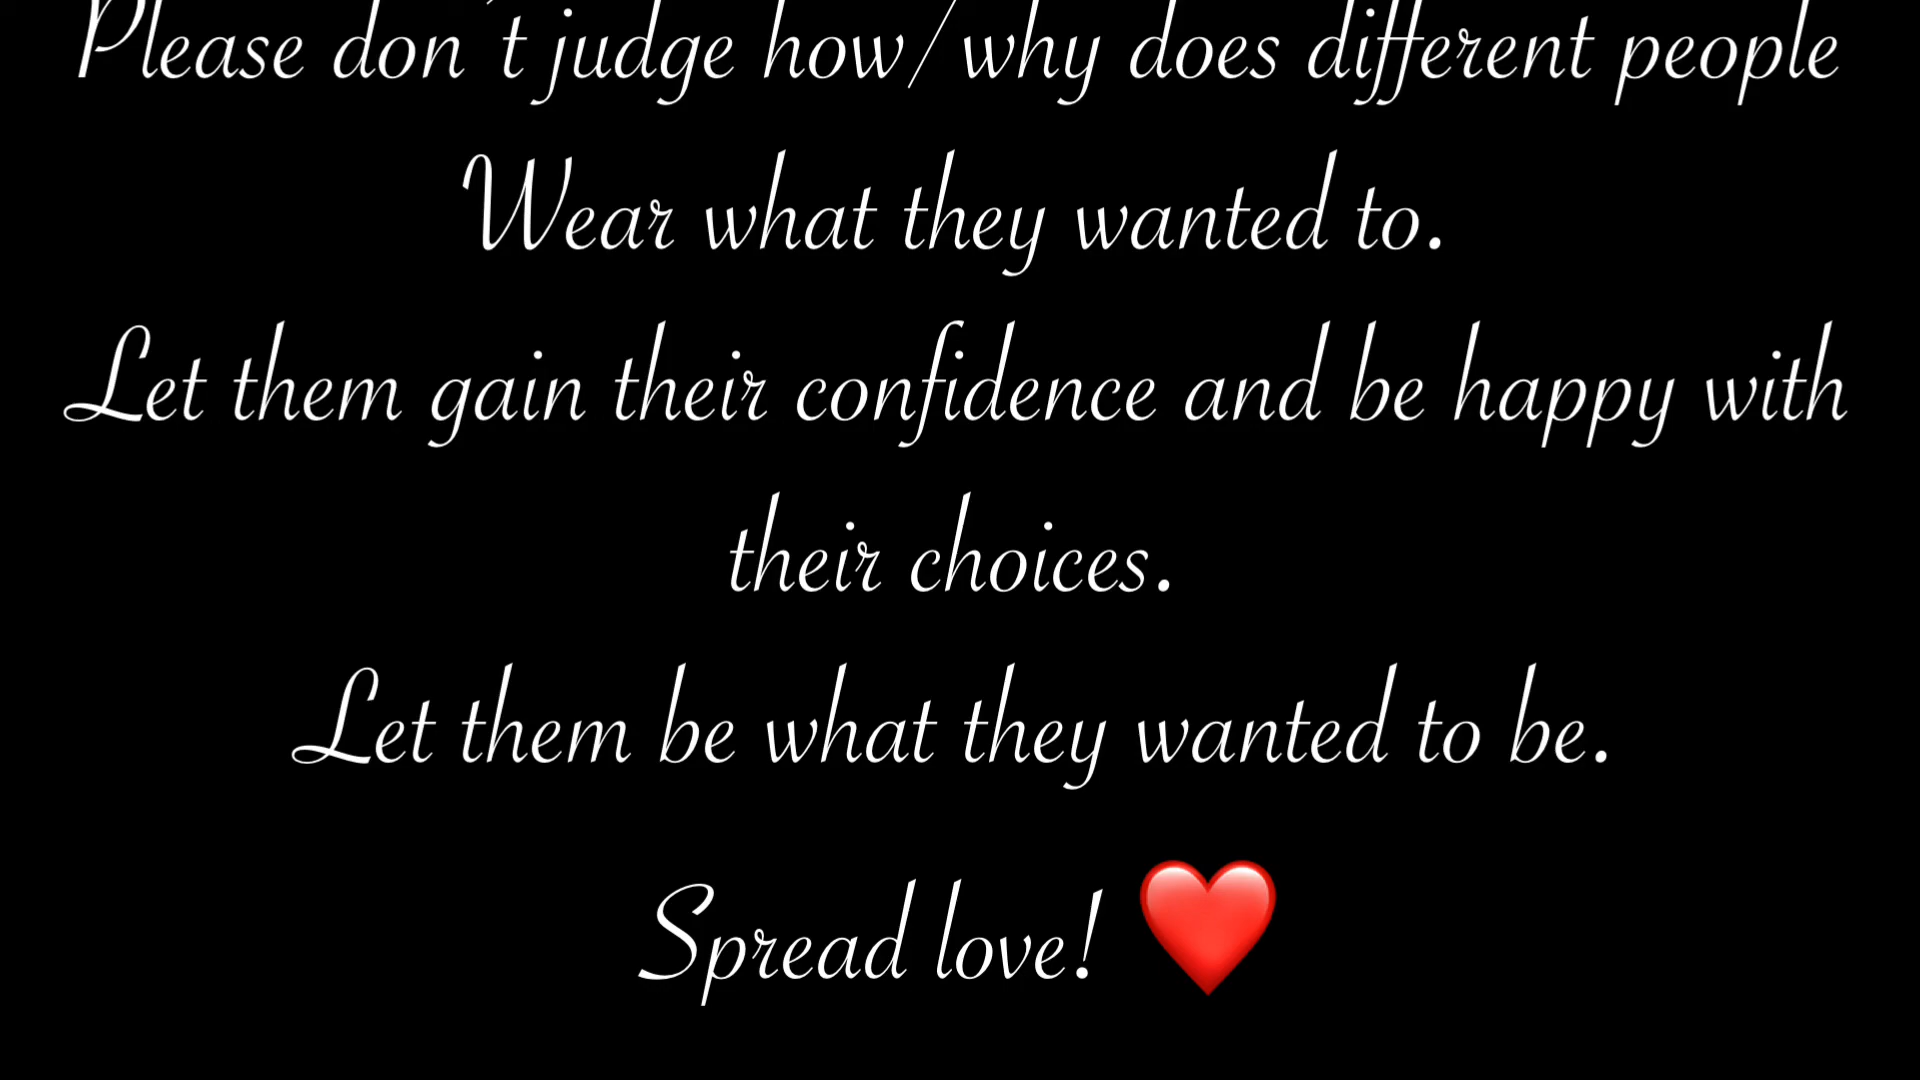 Please don't judge how/why does different people
Wear what they wanted to.
Let them gain their confidence and be happy with
their choices.
Let them be what they wanted to be.
Spread love! ❤️